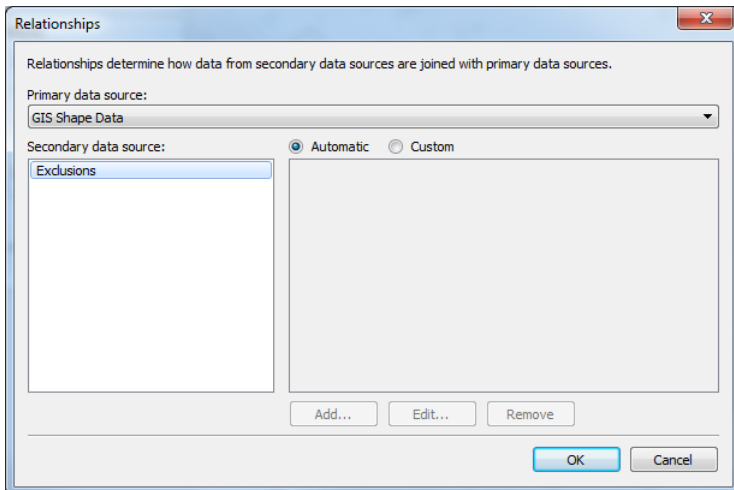 Relationships
Relationships determine how data from secondary data sources are joined with primary data sources.
Primary data source:
GIS Shape Data
Secondary data source:
Automatic
Custom
Exclusions
Add...
Edit...
Remove
OK
Cancel